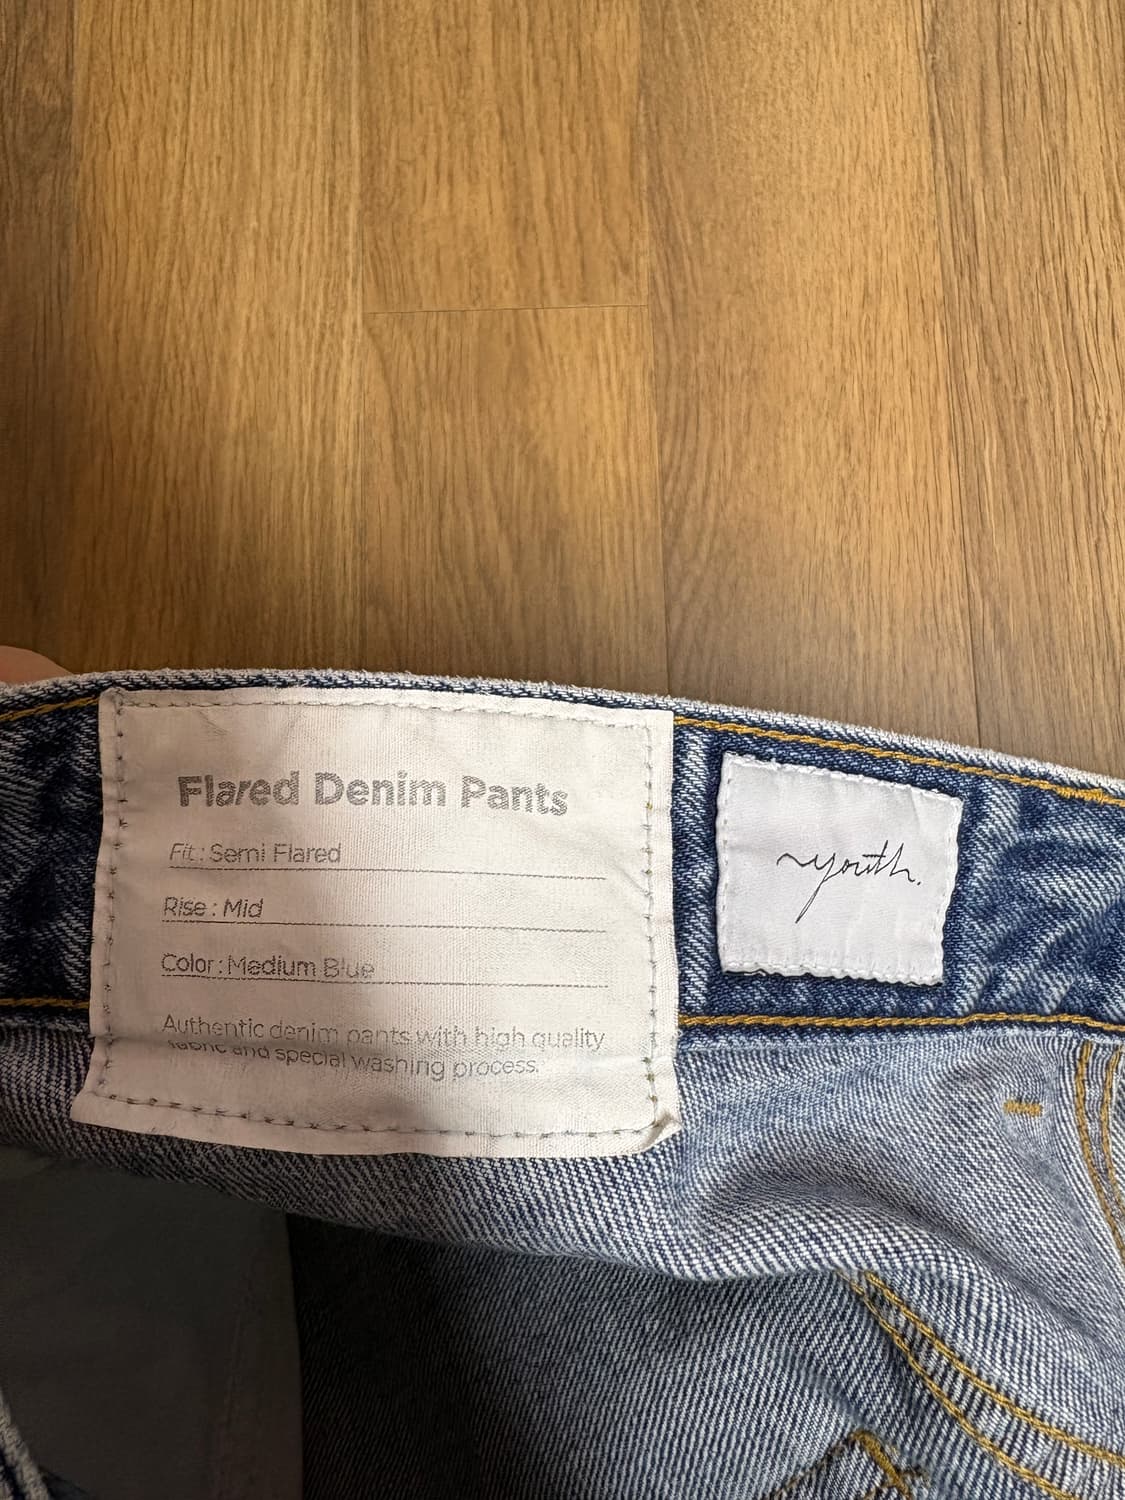 Flared Denim Pants
Fit : Semi Flared
Rise : Mid
Color : Medium Blue
Authentic denim pants with high quality
fabric and special washing process.
youth.